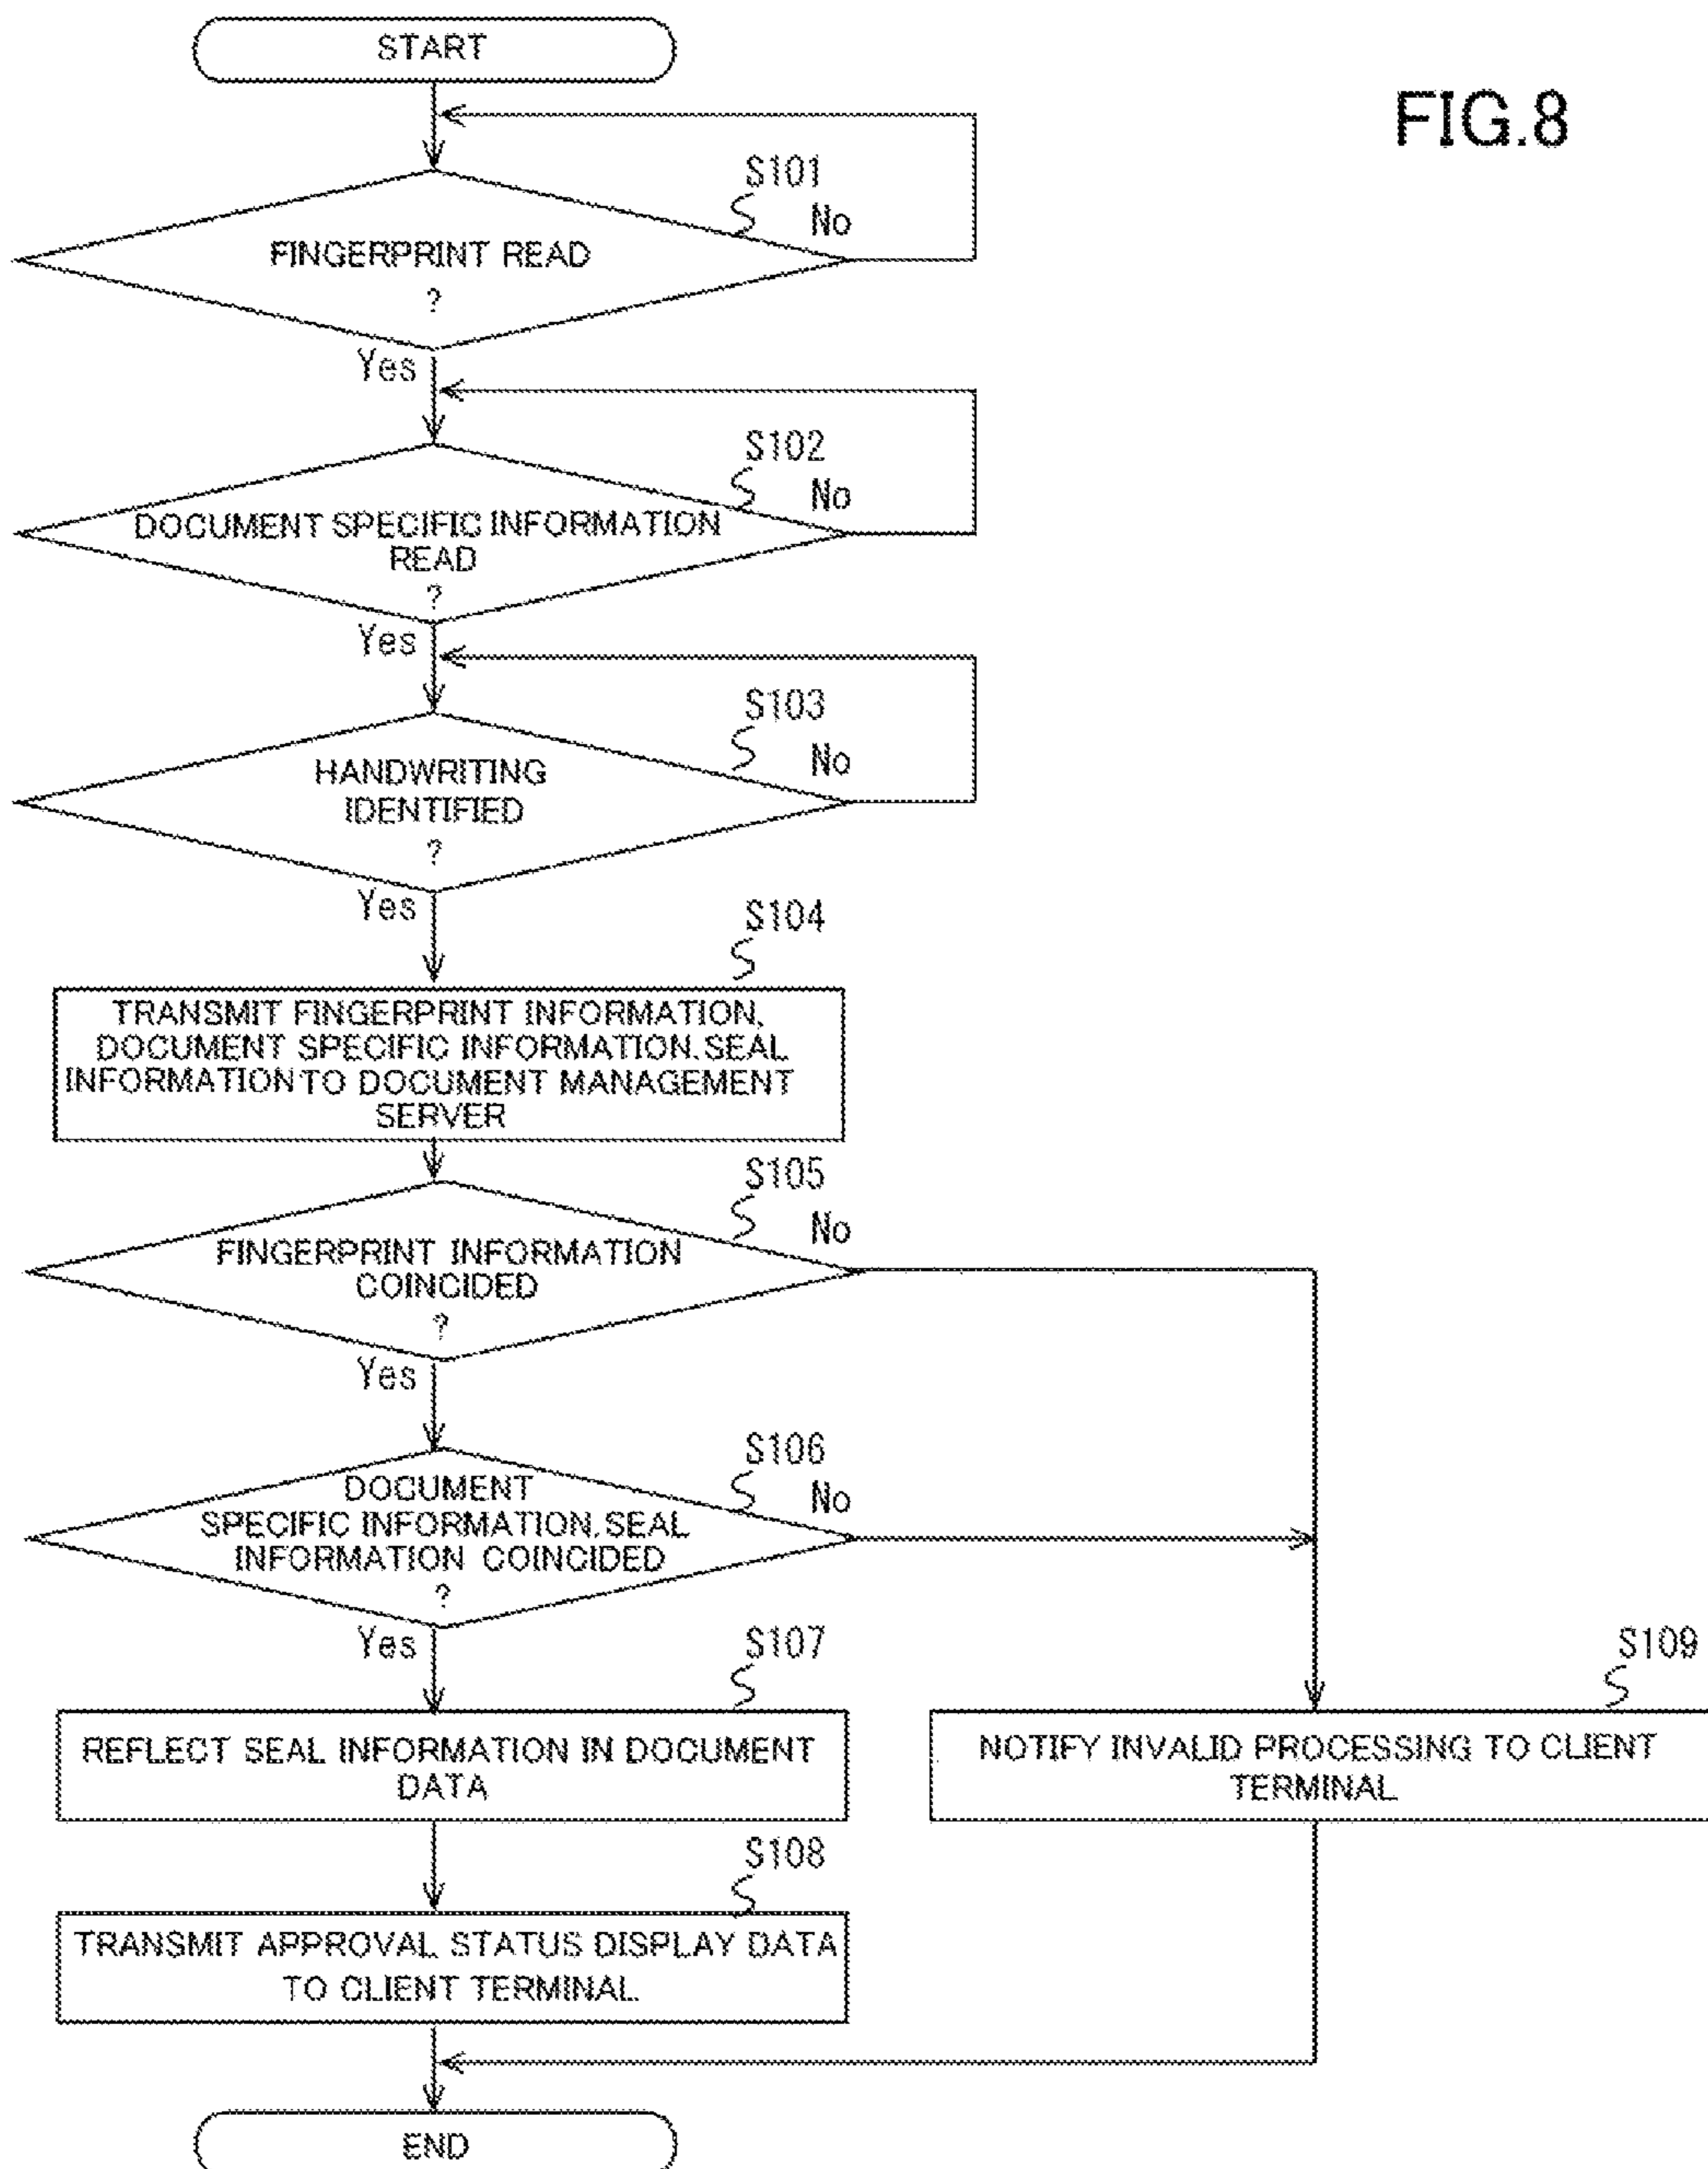 START
FIG.8
S101
No
FINGERPRINT READ
?
Yes
S102
No
DOCUMENT SPECIFIC INFORMATION
READ
?
Yes
S103
No
HANDWRITING
IDENTIFIED
?
Yes
S104
TRANSMIT FINGERPRINT INFORMATION,
DOCUMENT SPECIFIC INFORMATION,SEAL
INFORMATION TO DOCUMENT MANAGEMENT
SERVER
S105
No
FINGERPRINT INFORMATION
COINCIDED
?
Yes
S106
No
DOCUMENT
SPECIFIC INFORMATION,SEAL
INFORMATION COINCIDED
?
Yes
S107
REFLECT SEAL INFORMATION IN DOCUMENT
DATA
S109
NOTIFY INVALID PROCESSING TO CLIENT
TERMINAL
S108
TRANSMIT APPROVAL STATUS DISPLAY DATA
TO CLIENT TERMINAL
END